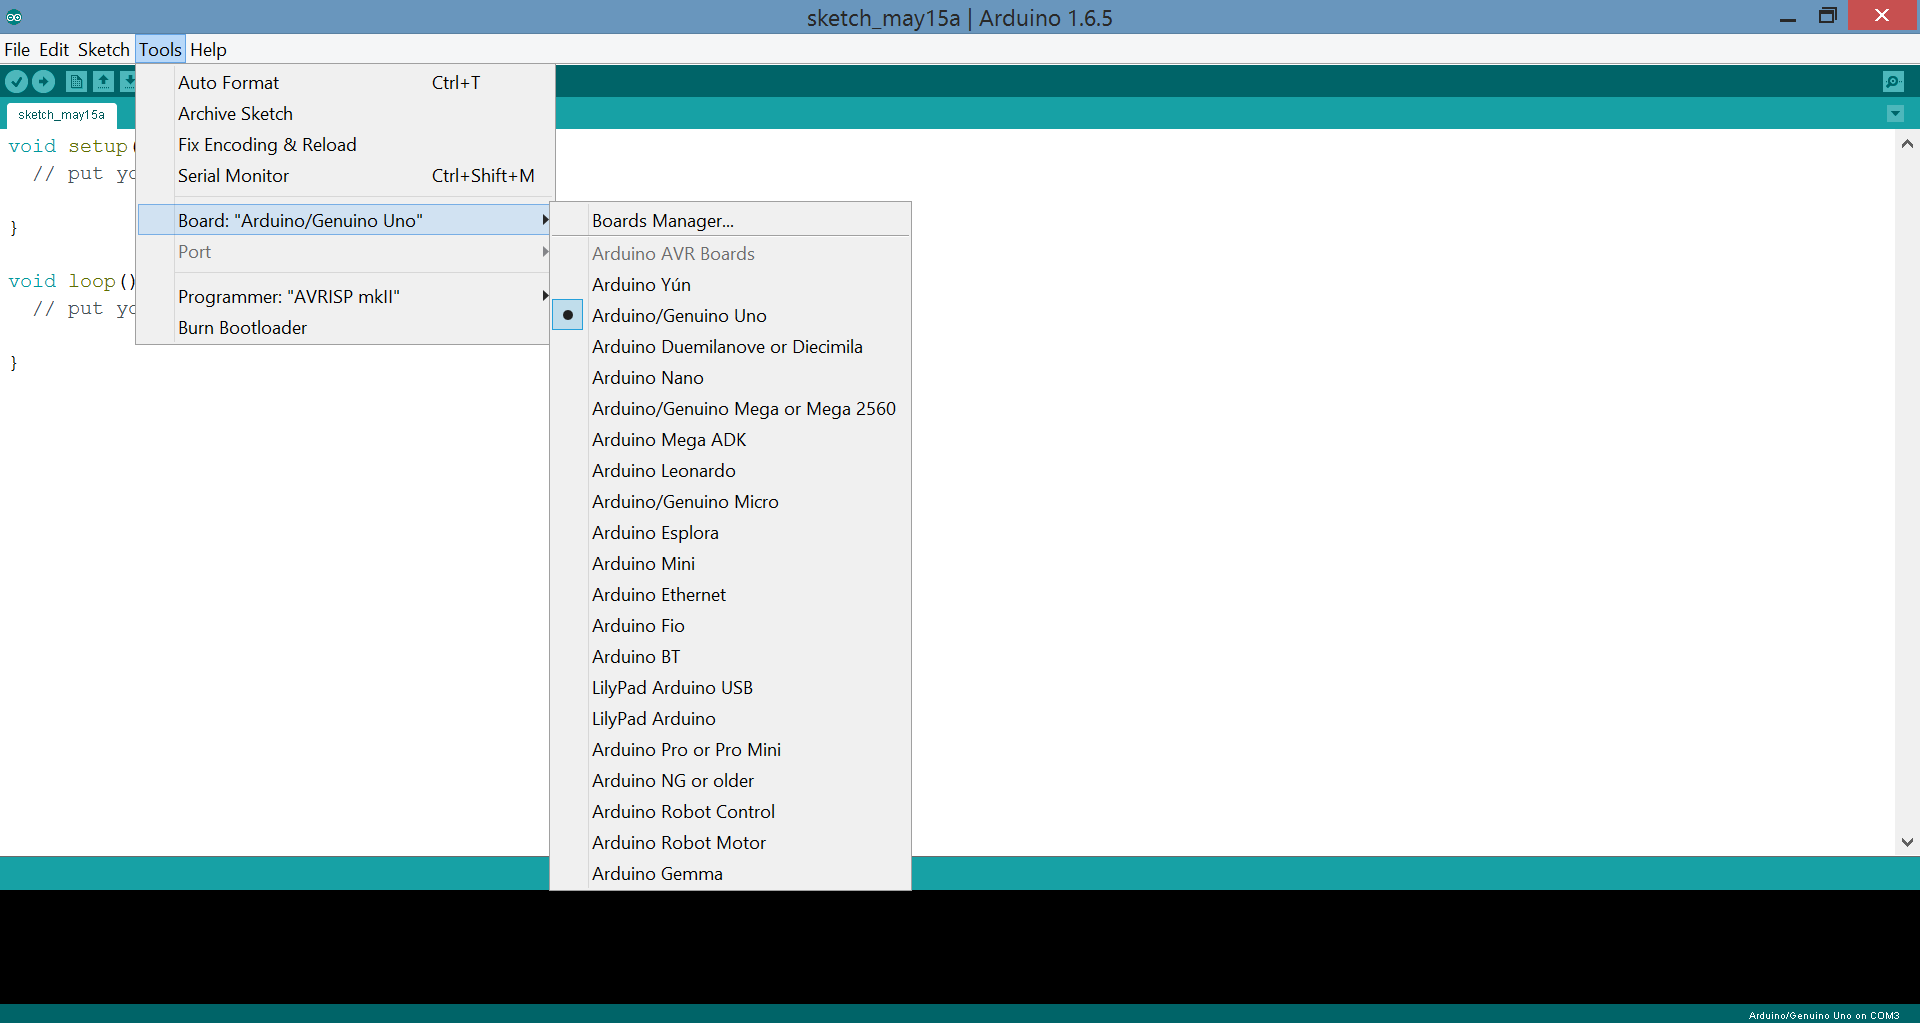 sketch_may15a | Arduino 1.6.5
File Edit Sketch Tools Help
Auto Format Ctrl+T
Archive Sketch
Fix Encoding & Reload
Serial Monitor Ctrl+Shift+M
Board: "Arduino/Genuino Uno"
Port
Programmer: "AVRISP mkII"
Burn Bootloader
Boards Manager...
Arduino AVR Boards
Arduino Yún
Arduino/Genuino Uno
Arduino Duemilanove or Diecimila
Arduino Nano
Arduino/Genuino Mega or Mega 2560
Arduino Mega ADK
Arduino Leonardo
Arduino/Genuino Micro
Arduino Esplora
Arduino Mini
Arduino Ethernet
Arduino Fio
Arduino BT
LilyPad Arduino USB
LilyPad Arduino
Arduino Pro or Pro Mini
Arduino NG or older
Arduino Robot Control
Arduino Robot Motor
Arduino Gemma
sketch_may15a
void setup(
// put yo
}
void loop()
// put yo
}
Arduino/Genuino Uno on COM3